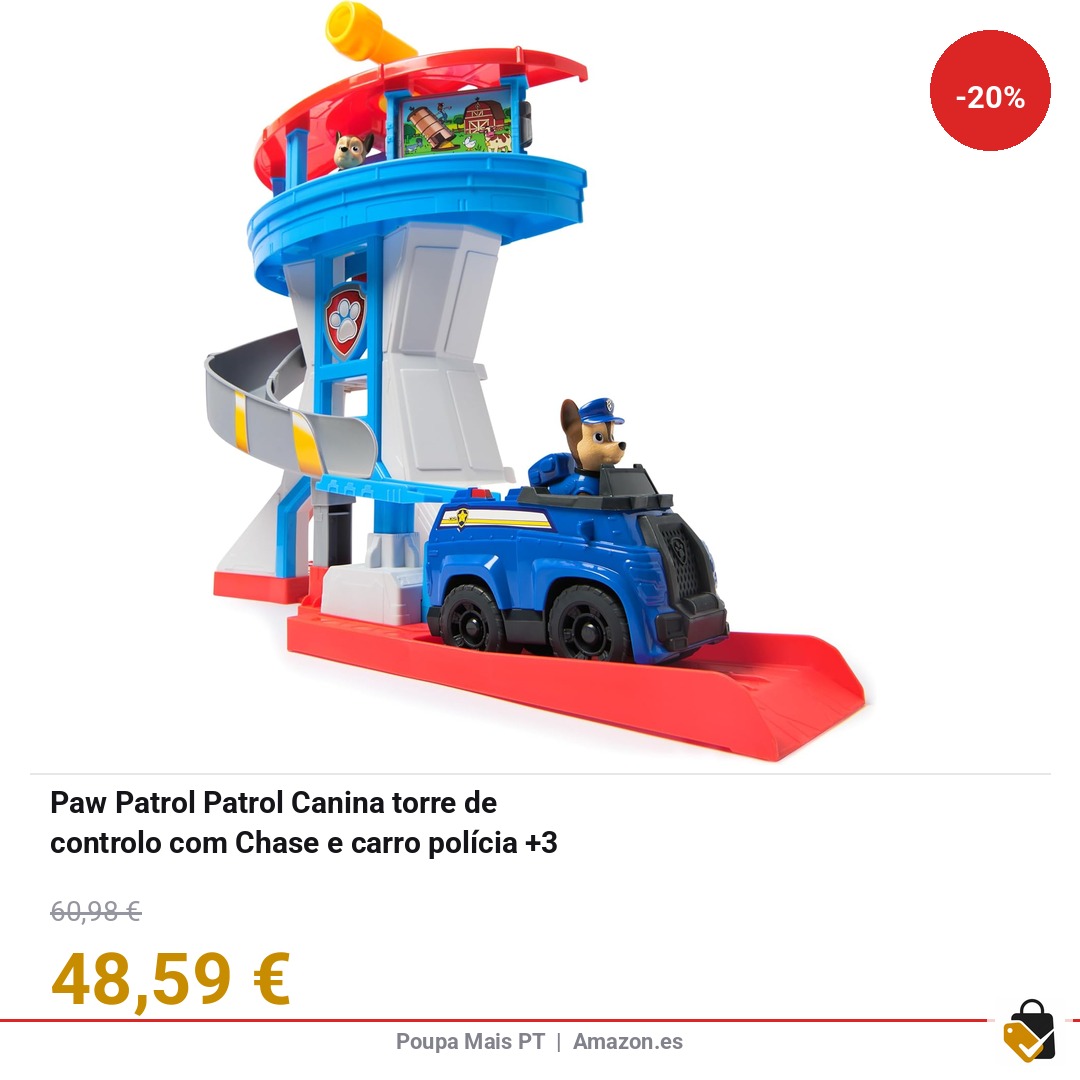 -20%
Paw Patrol Patrol Canina torre de
controlo com Chase e carro polícia +3
60,98 €
48,59 €
Poupa Mais PT | Amazon.es